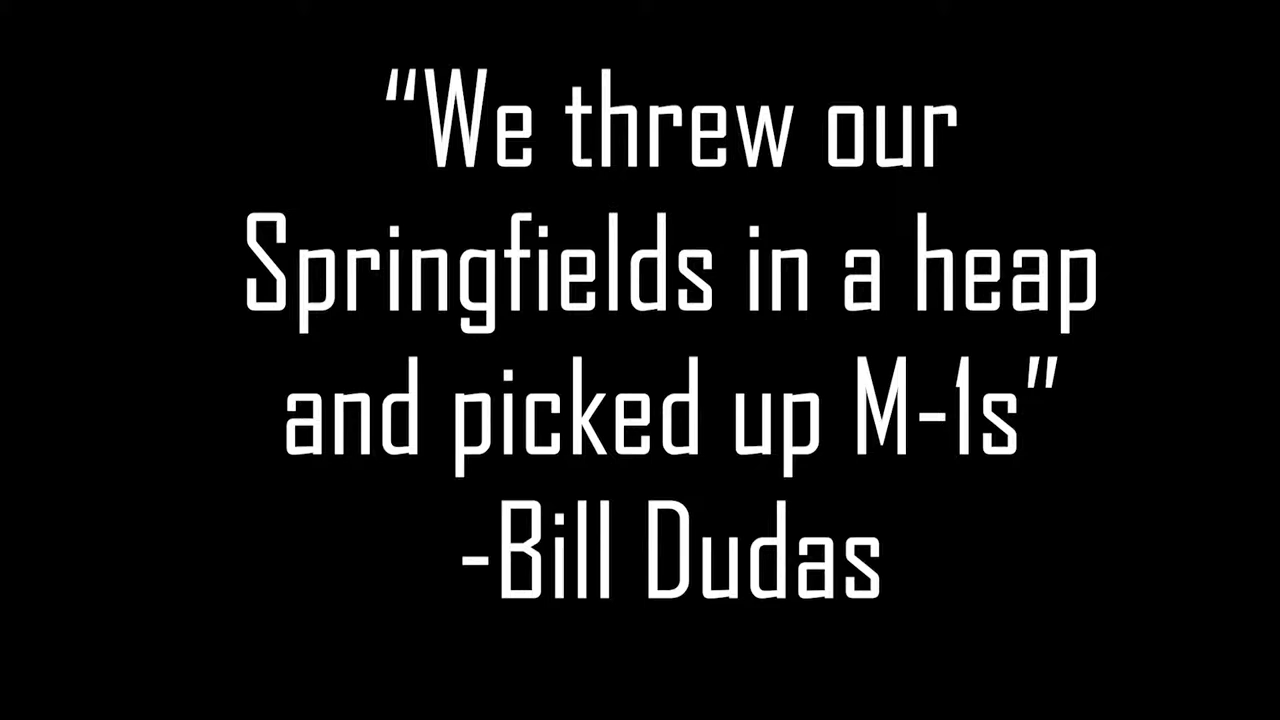 “We threw our
Springfields in a heap
and picked up M-1s”
-Bill Dudas